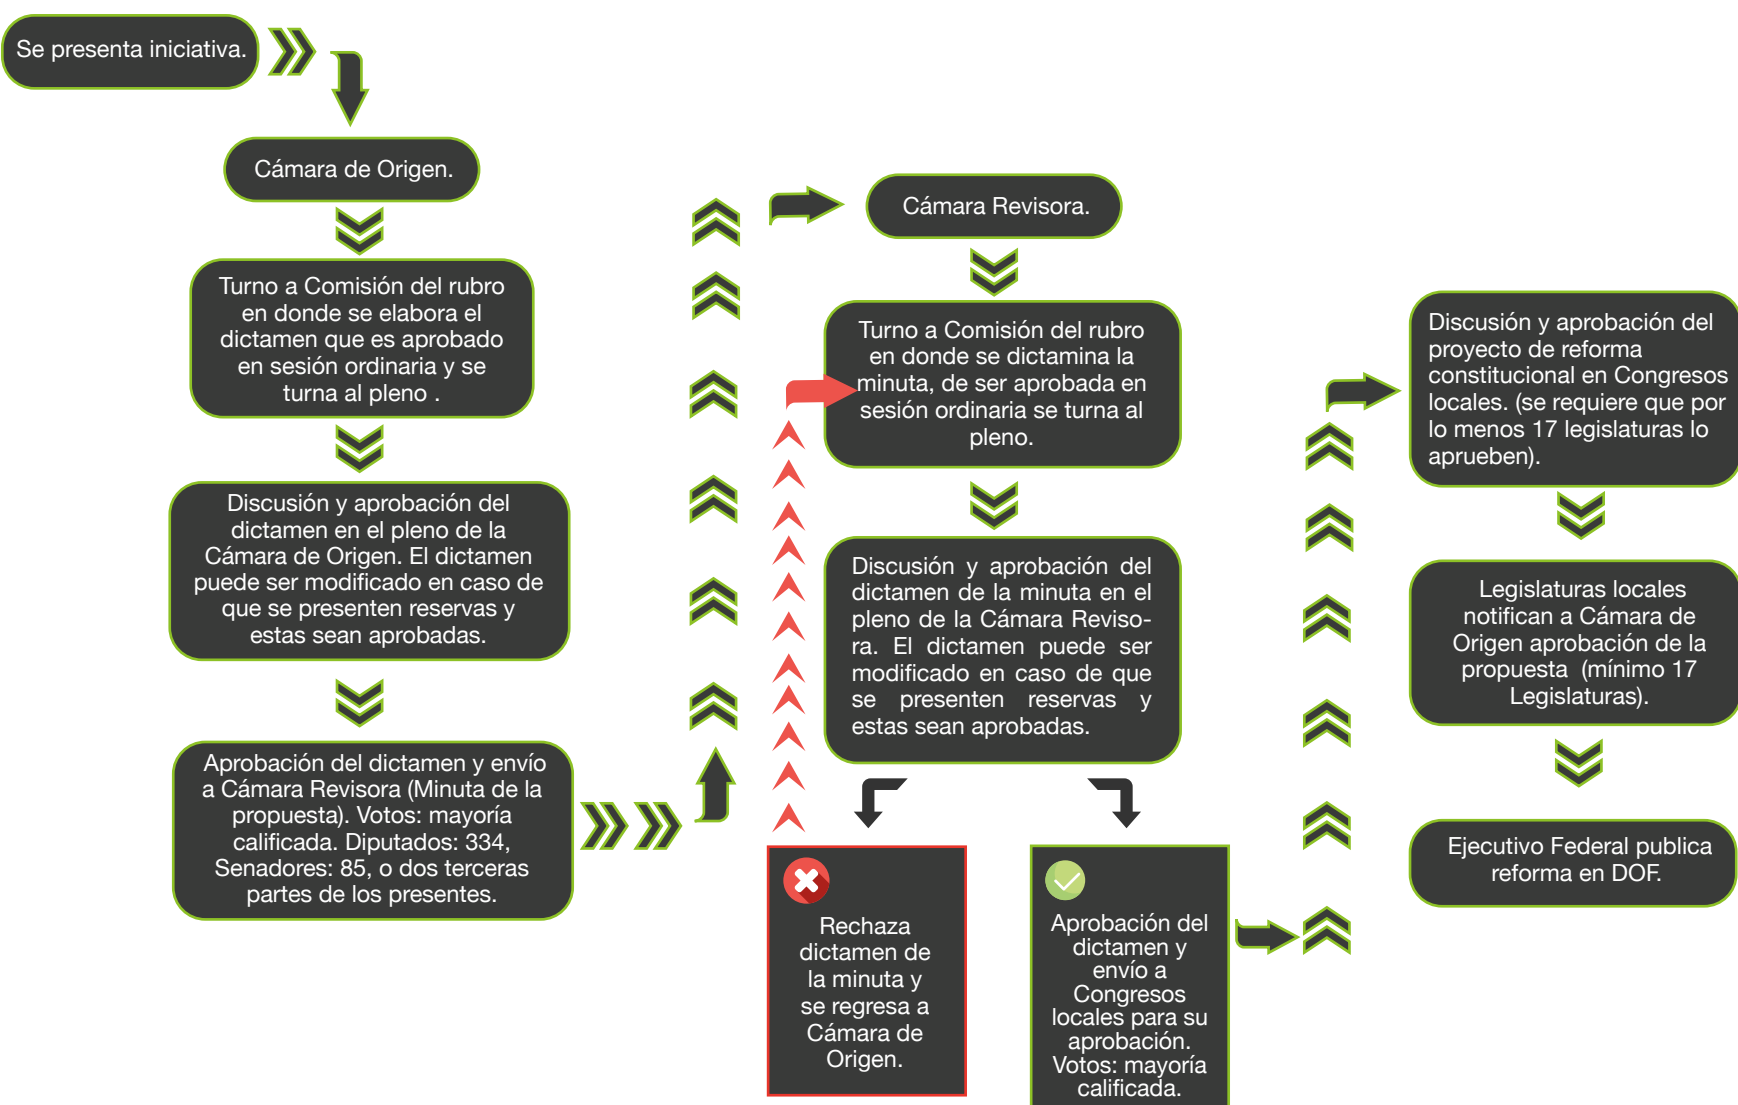 Se presenta iniciativa.
Cámara de Origen.
Turno a Comisión del rubro
en donde se elabora el
dictamen que es aprobado
en sesión ordinaria y se
turna al pleno .
Discusión y aprobación del
dictamen en el pleno de la
Cámara de Origen. El dictamen
puede ser modificado en caso de
que se presenten reservas y
estas sean aprobadas.
Aprobación del dictamen y envío
a Cámara Revisora (Minuta de la
propuesta). Votos: mayoría
calificada. Diputados: 334,
Senadores: 85, o dos terceras
partes de los presentes.
Cámara Revisora.
Turno a Comisión del rubro
en donde se dictamina la
minuta, de ser aprobada en
sesión ordinaria se turna al
pleno.
Discusión y aprobación del
dictamen de la minuta en el
pleno de la Cámara Reviso-
ra. El dictamen puede ser
modificado en caso de que
se presenten reservas y
estas sean aprobadas.
Rechaza
dictamen de
la minuta y
se regresa a
Cámara de
Origen.
Aprobación del
dictamen y
envío a
Congresos
locales para su
aprobación.
Votos: mayoría
calificada.
Discusión y aprobación del
proyecto de reforma
constitucional en Congresos
locales. (se requiere que por
lo menos 17 legislaturas lo
aprueben).
Legislaturas locales
notifican a Cámara de
Origen aprobación de la
propuesta  (mínimo 17
Legislaturas).
Ejecutivo Federal publica
reforma en DOF.